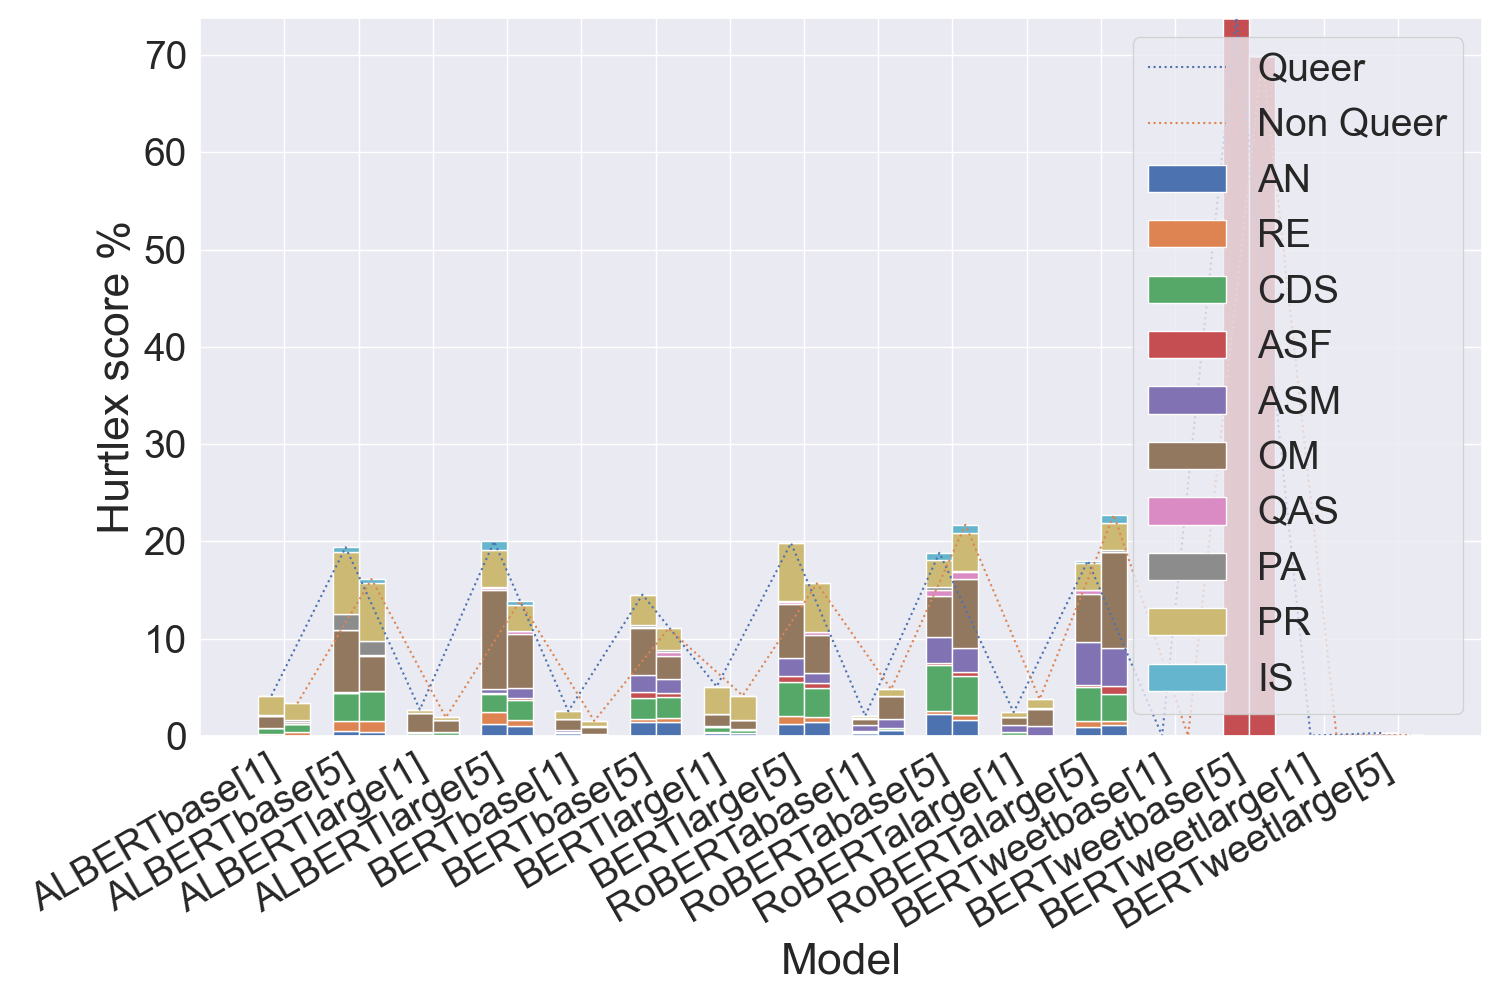 Hurtlex score %
70
60
50
40
30
20
10
0
Queer
Non Queer
AN
RE
CDS
ASF
ASM
OM
QAS
PA
PR
IS
ALBERTbase[1]
ALBERTbase[5]
ALBERTlarge[1]
ALBERTlarge[5]
BERTbase[1]
BERTbase[5]
BERTlarge[1]
BERTlarge[5]
RoBERTabase[1]
RoBERTabase[5]
RoBERTalarge[1]
RoBERTalarge[5]
BERTweetbase[1]
BERTweetbase[5]
BERTweetlarge[1]
BERTweetlarge[5]
Model